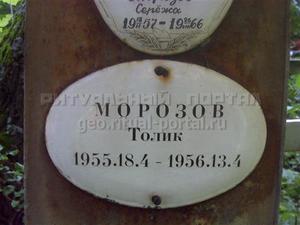 Серёжа
РИТУАЛЬНЫЙ ПОРТАЛ
МОРОЗОВ
geo.ritual-portal.ru
Толик
1955.18.4 - 1956.13.4